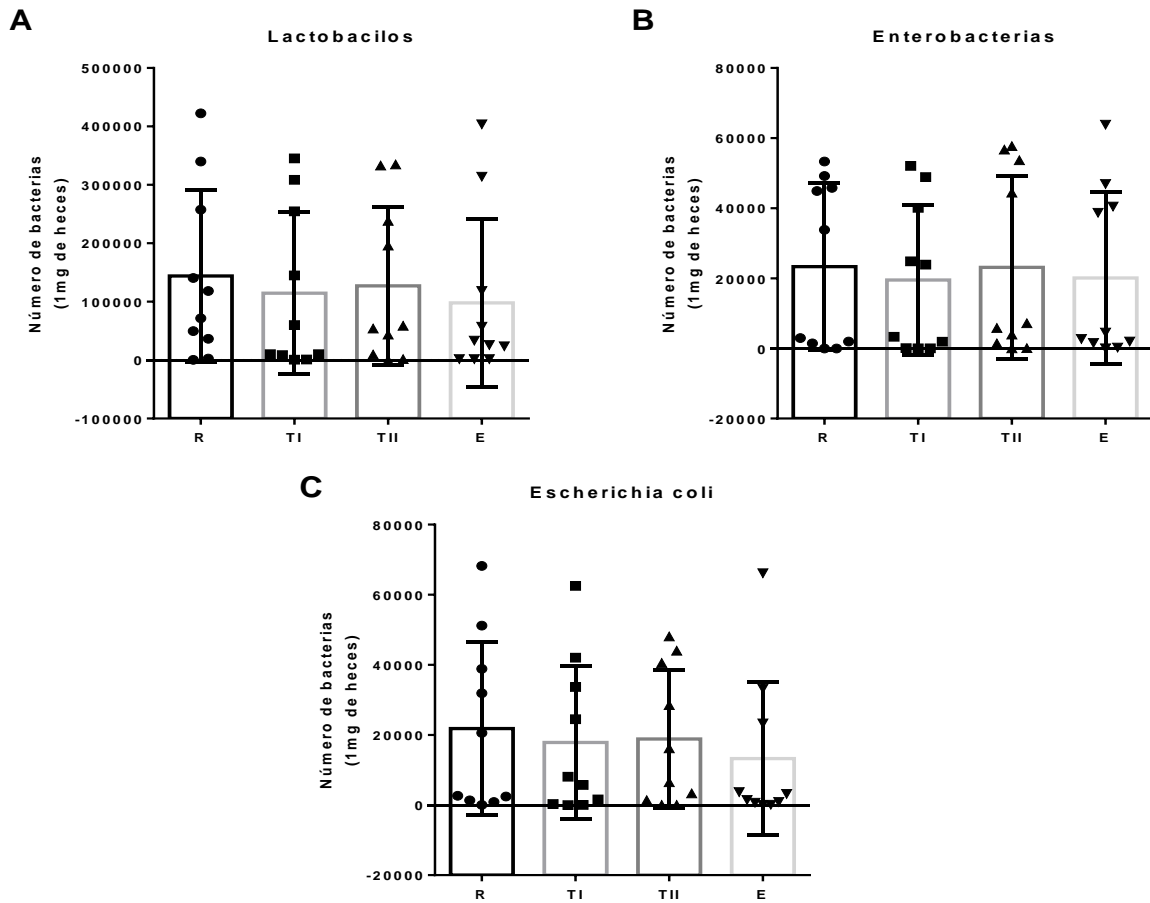 A
Lactobacilos
Número de bacterias
(1mg de heces)
500000
400000
300000
200000
100000
0
-100000
R TI TII E
B
Enterobacterias
Número de bacterias
(1mg de heces)
80000
60000
40000
20000
0
-20000
R TI TII E
C
Escherichia coli
Número de bacterias
(1mg de heces)
80000
60000
40000
20000
0
-20000
R TI TII E